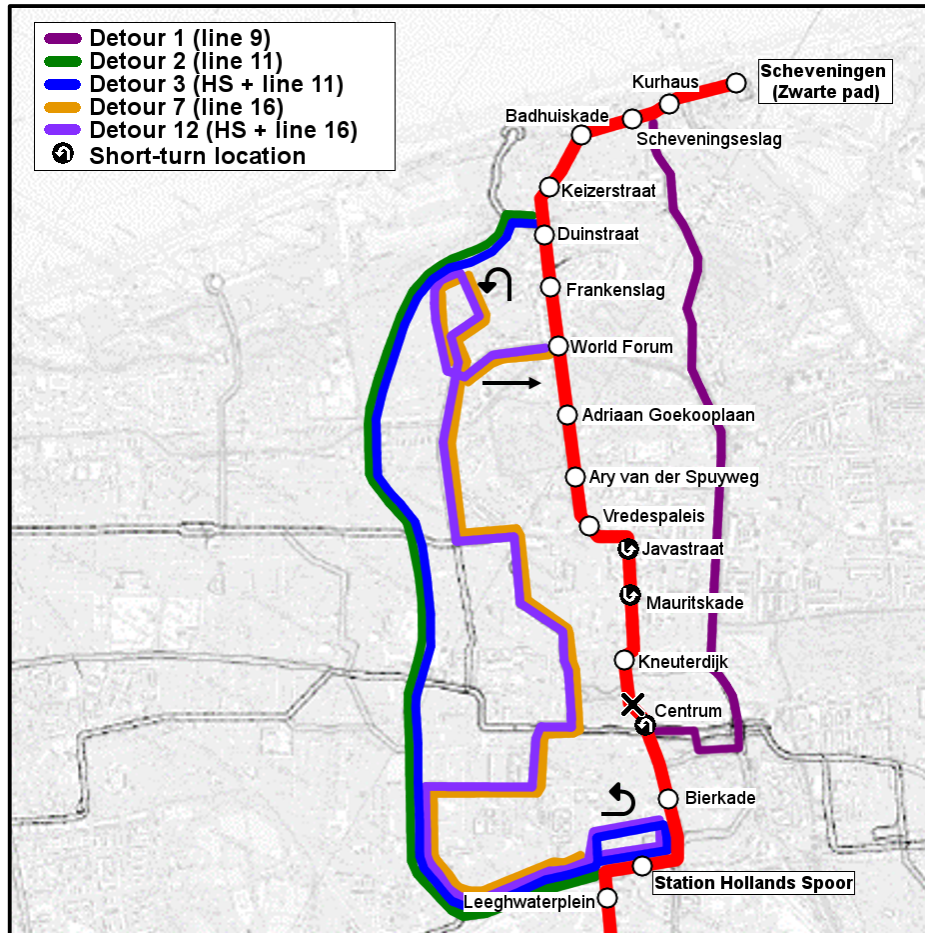 Detour 1 (line 9)
Detour 2 (line 11)
Detour 3 (HS + line 11)
Detour 7 (line 16)
Detour 12 (HS + line 16)
Short-turn location
Scheveningen
(Zwarte pad)
Kurhaus
Badhuiskade
Scheveningseslag
Keizerstraat
Duinstraat
Frankenslag
World Forum
Adriaan Goekooplaan
Ary van der Spuyweg
Vredespaleis
Javastraat
Mauritskade
Kneuterdijk
Centrum
Bierkade
Station Hollands Spoor
Leeghwaterplein